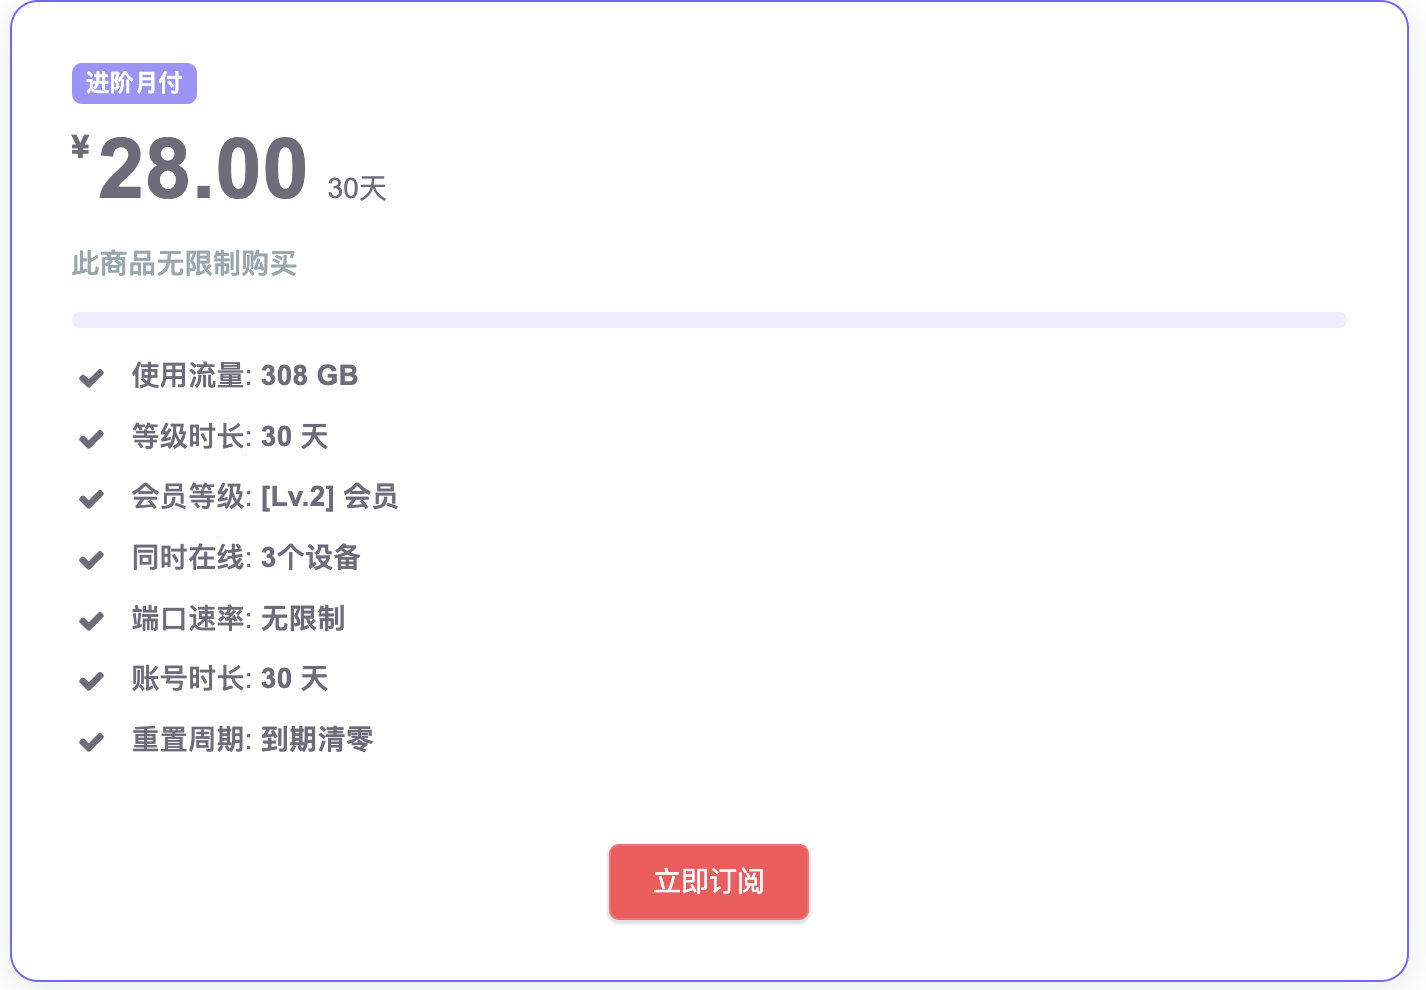 进阶月付
¥28.00 30天
此商品无限制购买
使用流量: 308 GB
等级时长: 30 天
会员等级: [Lv.2] 会员
同时在线: 3个设备
端口速率: 无限制
账号时长: 30 天
重置周期: 到期清零
立即订阅